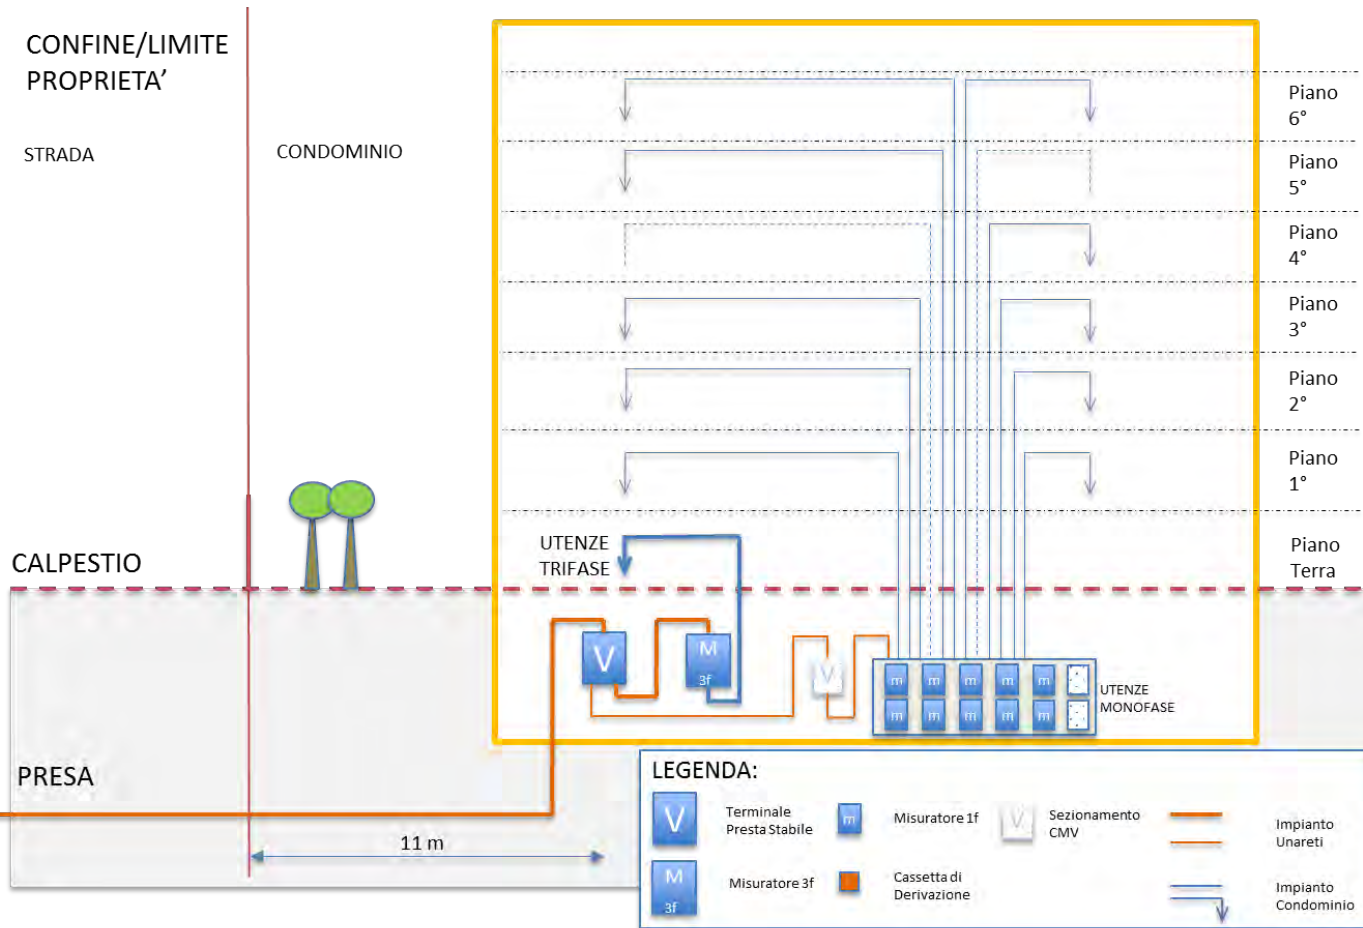 CONFINE/LIMITE
PROPRIETA’
STRADA
CONDOMINIO
Piano
6°
Piano
5°
Piano
4°
Piano
3°
Piano
2°
Piano
1°
Piano
Terra
UTENZE
TRIFASE
CALPESTIO
V
M
3f
V
m m m m m
m m m m m
UTENZE
MONOFASE
PRESA
11 m
LEGENDA:
V
Terminale
Presta Stabile
m
Misuratore 1f
V
Sezionamento
CMV
Impianto
Unareti
M
3f
Misuratore 3f
Cassetta di
Derivazione
Impianto
Condominio